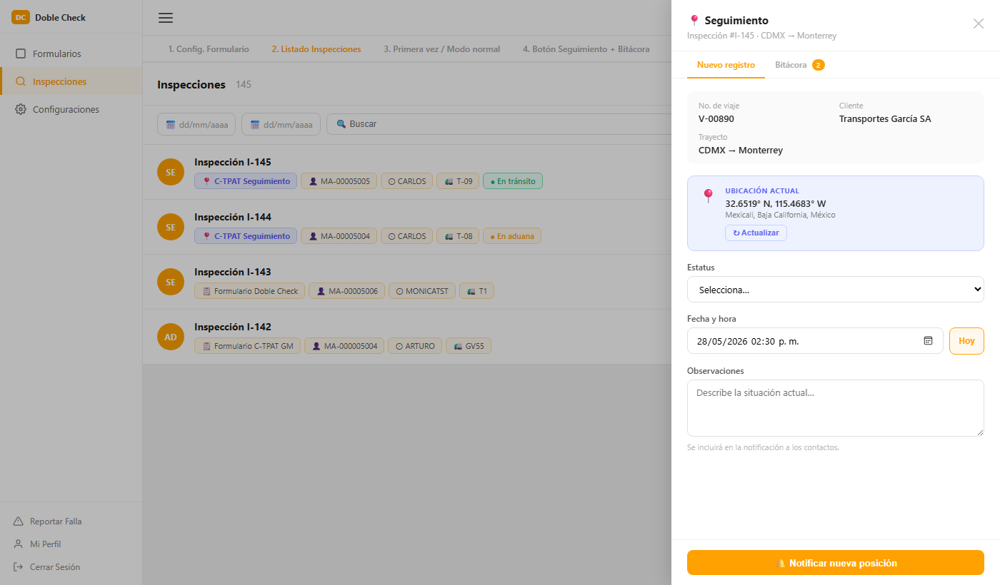 DC Doble Check
Formularios
Inspecciones
Configuraciones
Reportar Falla
Mi Perfil
Cerrar Sesión
1. Config. Formulario
2. Listado Inspecciones
3. Primera vez / Modo normal
4. Botón Seguimiento + Bitácora
Inspecciones 145
dd/mm/aaaa
dd/mm/aaaa
Buscar
SE
Inspección I-145
C-TPAT Seguimiento
MA-00005005
CARLOS
T-09
En tránsito
SE
Inspección I-144
C-TPAT Seguimiento
MA-00005004
CARLOS
T-08
En aduana
SE
Inspección I-143
Formulario Doble Check
MA-00005006
MONICATST
T1
AD
Inspección I-142
Formulario C-TPAT GM
MA-000005004
ARTURO
GV55
Seguimiento
Inspección #I-145 · CDMX → Monterrey
Nuevo registro
Bitácora 2
No. de viaje
V-00890
Cliente
Transportes García SA
Trayecto
CDMX → Monterrey
UBICACIÓN ACTUAL
32.6519° N, 115.4683° W
Mexicali, Baja California, México
↻ Actualizar
Estatus
Selecciona...
Fecha y hora
28/05/2026 02:30 p. m.
Hoy
Observaciones
Describe la situación actual...
Se incluirá en la notificación a los contactos.
Notificar nueva posición